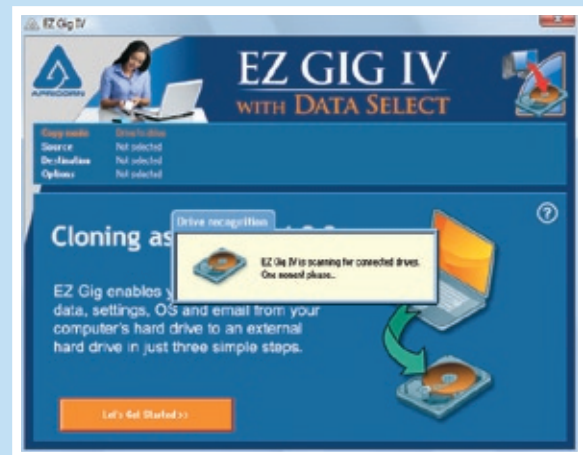 EZ Gig IV
APRICORN
EZ GIG IV
WITH DATA SELECT
Copy mode Drive to drive
Source Not selected
Destination Not selected
Options Not selected
Drive recognition
?
Cloning as
EZ Gig IV is scanning for connected drives.
One moment please...
EZ Gig enables y
data, settings, OS and email from your
computer's hard drive to an external
hard drive in just three simple steps.
Let's Get Started >>